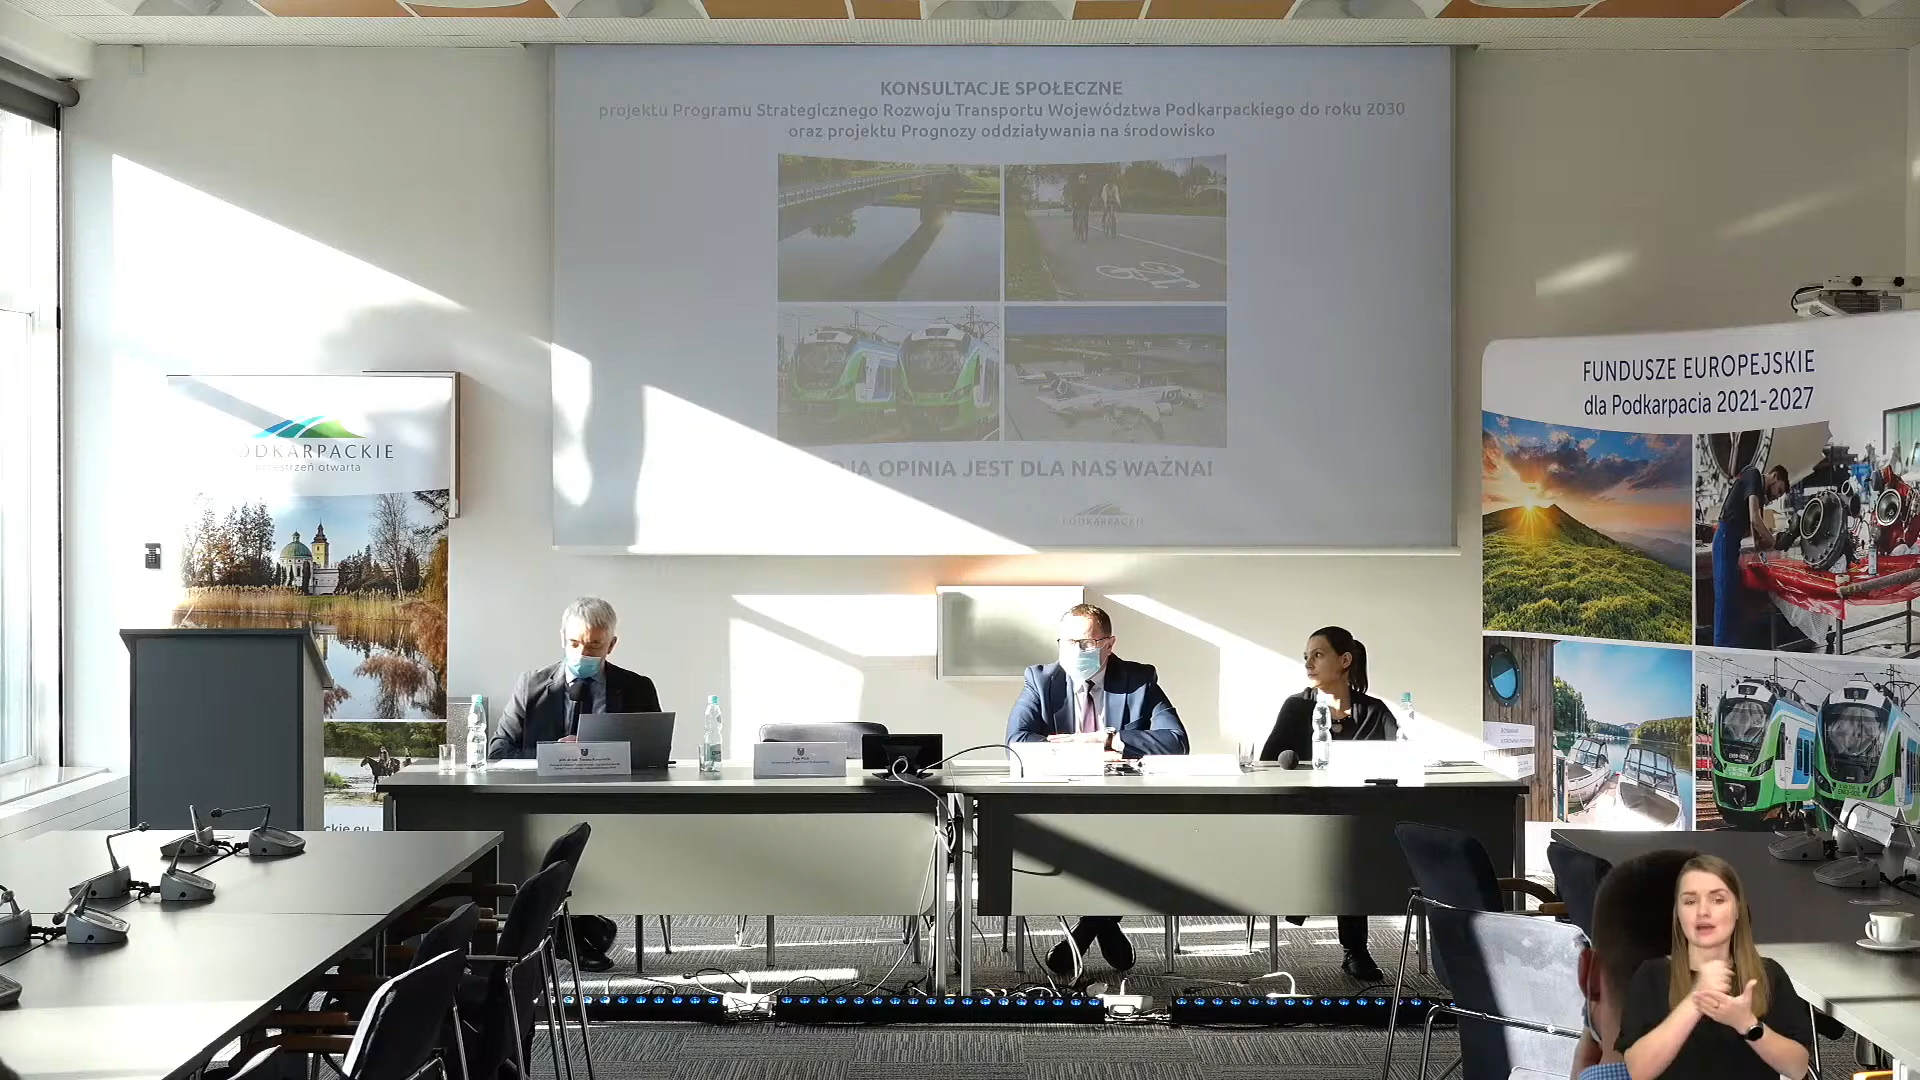 KONSULTACJE SPOŁECZNE
projektu Programu Strategicznego Rozwoju Transportu Województwa Podkarpackiego do roku 2030
oraz projektu Prognozy oddziaływania na środowisko
OPINIA JEST DLA NAS WAŻNA!
PODKARPACKIE
PODKARPACKIE
przestrzeń otwarta
FUNDUSZE EUROPEJSKIE
dla Podkarpacia 2021-2027